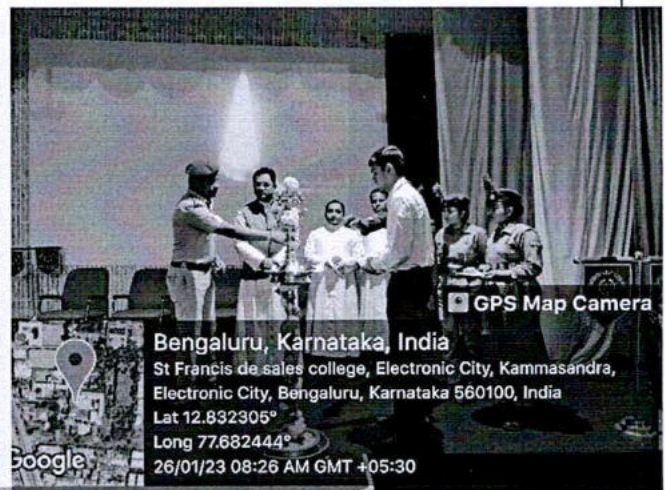 GPS Map Camera
Bengaluru, Karnataka, India
St Francis de sales college, Electronic City, Kammasandra,
Electronic City, Bengaluru, Karnataka 560100, India
Lat 12.832305°
Long 77.682444°
26/01/23 08:26 AM GMT +05:30
Google